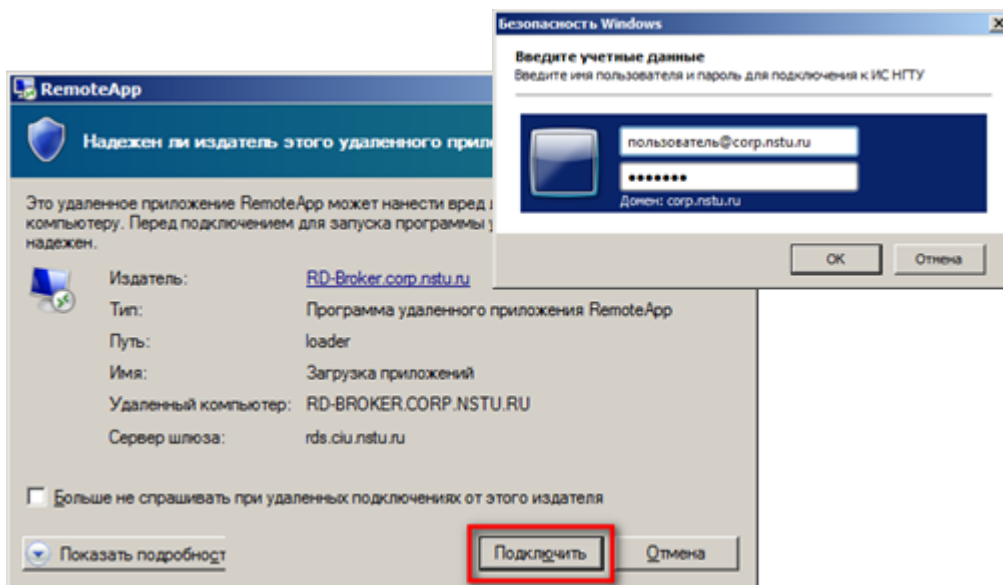 Безопасность Windows
Введите учетные данные
Введите имя пользователя и пароль для подключения к ИС НГТУ
пользователь@corp.nstu.ru
•••••••
Домен: corp.nstu.ru
OK
Отмена
RemoteApp
Надежен ли издатель этого удаленного
Это удаленное приложение RemoteApp может нанести вред
компьютеру. Перед подключением для запуска программы
надежен.
Издатель: RD-Broker.corp.nstu.ru
Тип: Программа удаленного приложения RemoteApp
Путь: loader
Имя: Загрузка приложений
Удаленный компьютер: RD-BROKER.CORP.NSTU.RU
Сервер шлюза: rds.ciu.nstu.ru
Больше не спрашивать при удаленных подключениях от этого издателя
Показать подробност
Подключить
Отмена